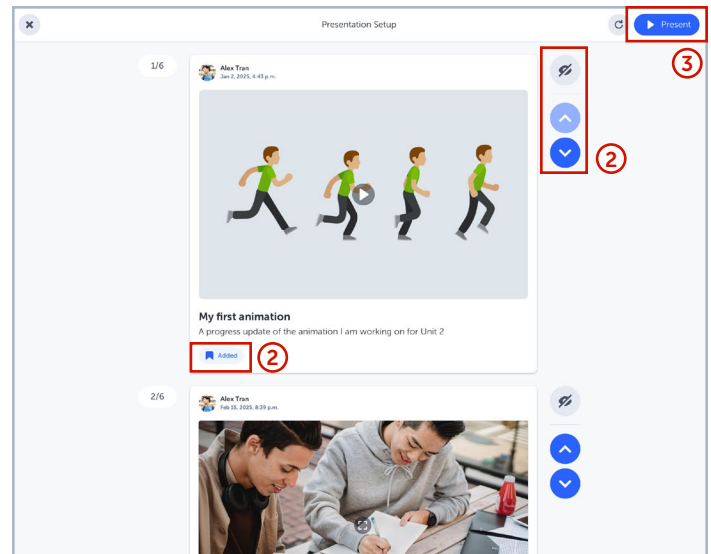 Presentation Setup
Present
3
1/6
Alex Tran
Jan 2, 2025, 4:43 p.m.
2
My first animation
A progress update of the animation I am working on for Unit 2
Added
2
2/6
Alex Tran
Feb 15, 2025, 8:39 p.m.